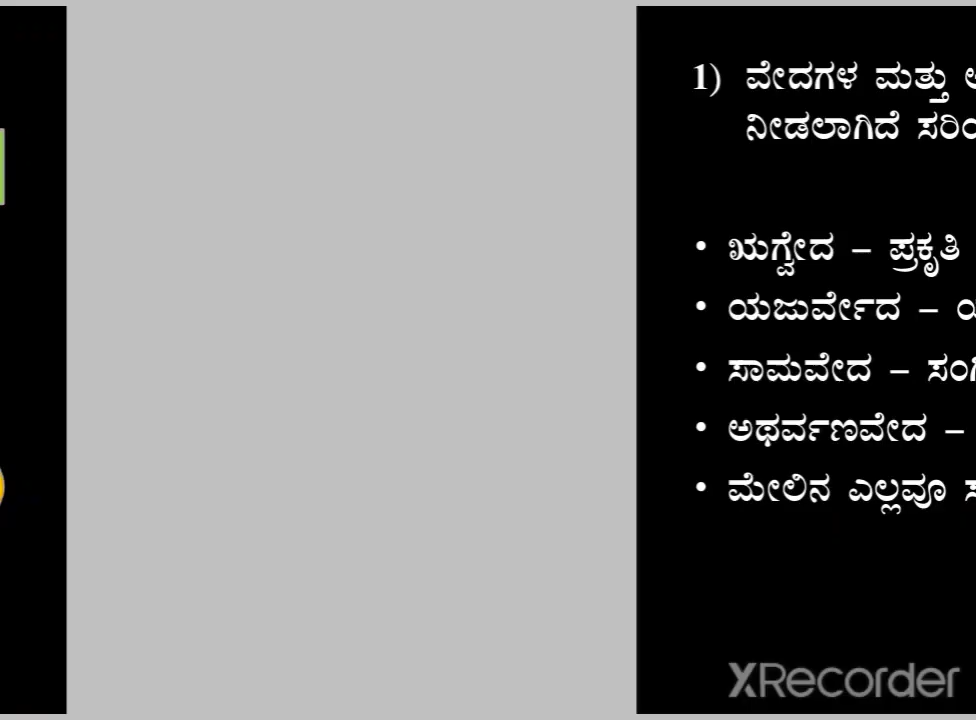 1) ವೇದಗಳ ಮತ್ತು
ನೀಡಲಾಗಿದೆ
• ಋಗ್ವೇದ – ಪ್ರಕೃತಿ
• ಯಜುರ್ವೇದ –
• ಸಾಮವೇದ –
• ಅಥರ್ವಣವೇದ –
• ಮೇಲಿನ ಎಲ್ಲವೂ
XRecorder